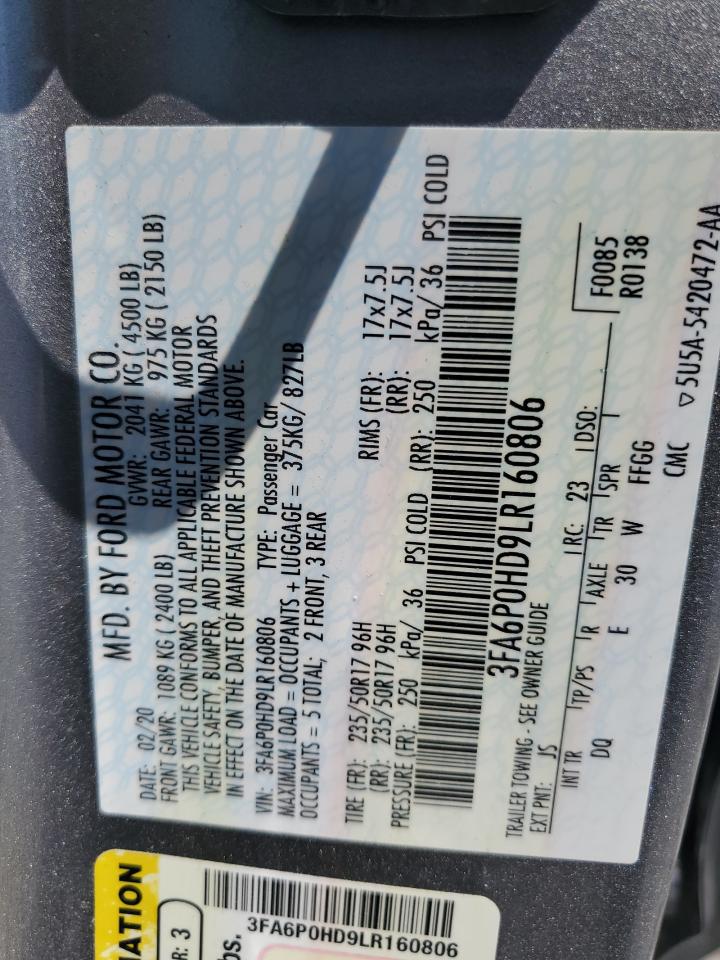 MFD. BY FORD MOTOR CO.
DATE: 02/20 GVWR: 2041 KG ( 4500 LB)
FRONT GAWR: 1089 KG ( 2400 LB) REAR GAWR: 975 KG ( 2150 LB)
THIS VEHICLE CONFORMS TO ALL APPLICABLE FEDERAL MOTOR
VEHICLE SAFETY, BUMPER, AND THEFT PREVENTION STANDARDS
IN EFFECT ON THE DATE OF MANUFACTURE SHOWN ABOVE.
VIN: 3FA6P0HD9LR160806 TYPE: Passenger Car
MAXIMUM LOAD = OCCUPANTS + LUGGAGE = 375KG/ 827LB
OCCUPANTS = 5 TOTAL; 2 FRONT, 3 REAR
TIRE (FR): 235/50R17 96H RIMS (FR): 17x7.5J
(RR): 235/50R17 96H (RR): 17x7.5J
PRESSURE (FR): 250 kPa/ 36 PSI COLD (RR): 250 kPa/ 36 PSI COLD
3FA6P0HD9LR160806
TRAILER TOWING - SEE OWNER GUIDE
EXT PNT: JS RC: 23 DSO:
F0085
R0138
INT TR TP/PS R AXLE TR SPR
DQ E 30 W FFGG
CMC ▽5U5A-5420472-AA
MATION
R: 3
bs.
3FA6P0HD9LR160806